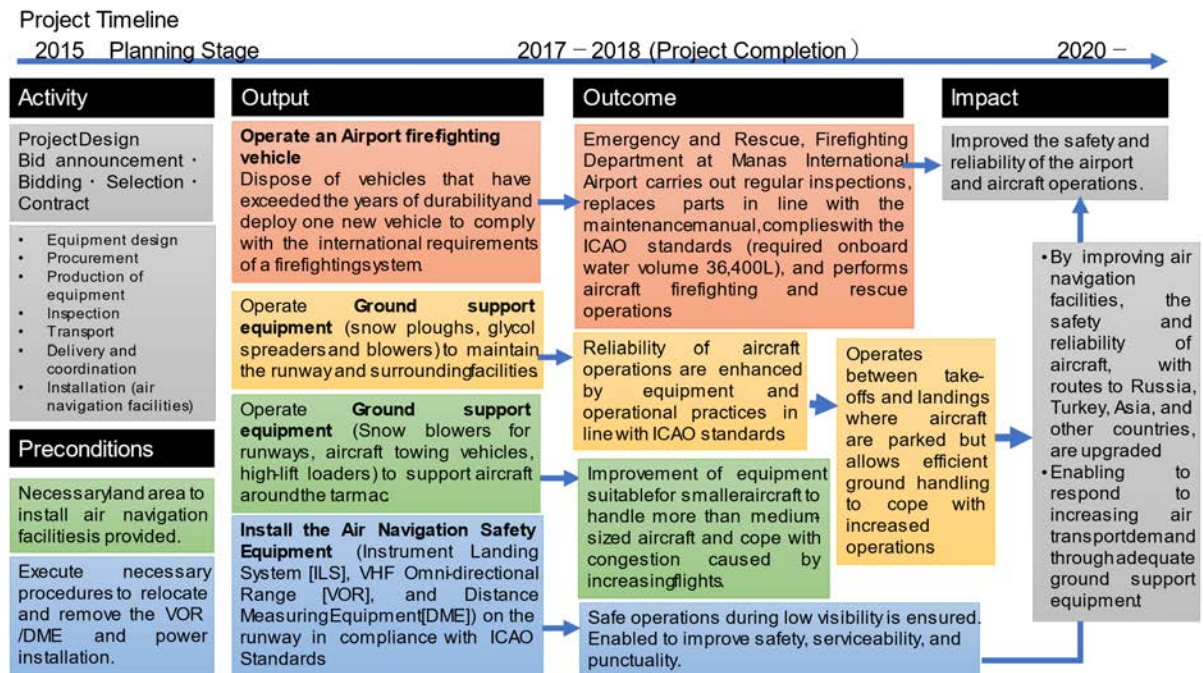 Project Timeline
2015 Planning Stage
2017 – 2018 (Project Completion）
2020 –
Activity
Project Design
Bid announcement・
Bidding・Selection・
Contract
• Equipment design
• Procurement
• Production of
equipment
• Inspection
• Transport
• Delivery and
coordination
• Installation (air
navigation facilities)
Preconditions
Necessary land area to
install air navigation
facilities is provided.
Execute necessary
procedures to relocate
and remove the VOR
/DME and power
installation.
Output
Operate an Airport firefighting
vehicle
Dispose of vehicles that have
exceeded the years of durability and
deploy one new vehicle to comply
with the international requirements
of a firefighting system.
Operate Ground support
equipment (snow ploughs, glycol
spreaders and blowers) to maintain
the runway and surrounding facilities.
Operate Ground support
equipment (Snow blowers for
runways, aircraft towing vehicles,
high-lift loaders) to support aircraft
around the tarmac.
Install the Air Navigation Safety
Equipment (Instrument Landing
System [ILS], VHF Omni-directional
Range [VOR], and Distance
Measuring Equipment[DME]) on the
runway in compliance with ICAO
Standards
Outcome
Emergency and Rescue, Firefighting
Department at Manas International
Airport carries out regular inspections,
replaces parts in line with the
maintenance manual, complies with the
ICAO standards (required onboard
water volume 36,400L), and performs
aircraft firefighting and rescue
operations
Reliability of aircraft
operations are enhanced
by equipment and
operational practices in
line with ICAO standards
Operates
between take-
offs and landings
where aircraft
are parked but
allows efficient
ground handling
to cope with
increased
operations
Improvement of equipment
suitable for smaller aircraft to
handle more than medium-
sized aircraft and cope with
congestion caused by
increasing flights.
Safe operations during low visibility is ensured.
Enabled to improve safety, serviceability, and
punctuality.
Impact
Improved the safety and
reliability of the airport
and aircraft operations.
• By improving air
navigation
facilities, the
safety and
reliability of
aircraft, with
routes to Russia,
Turkey, Asia, and
other countries,
are upgraded
• Enabling to
respond to
increasing air
transport demand
through adequate
ground support
equipment.